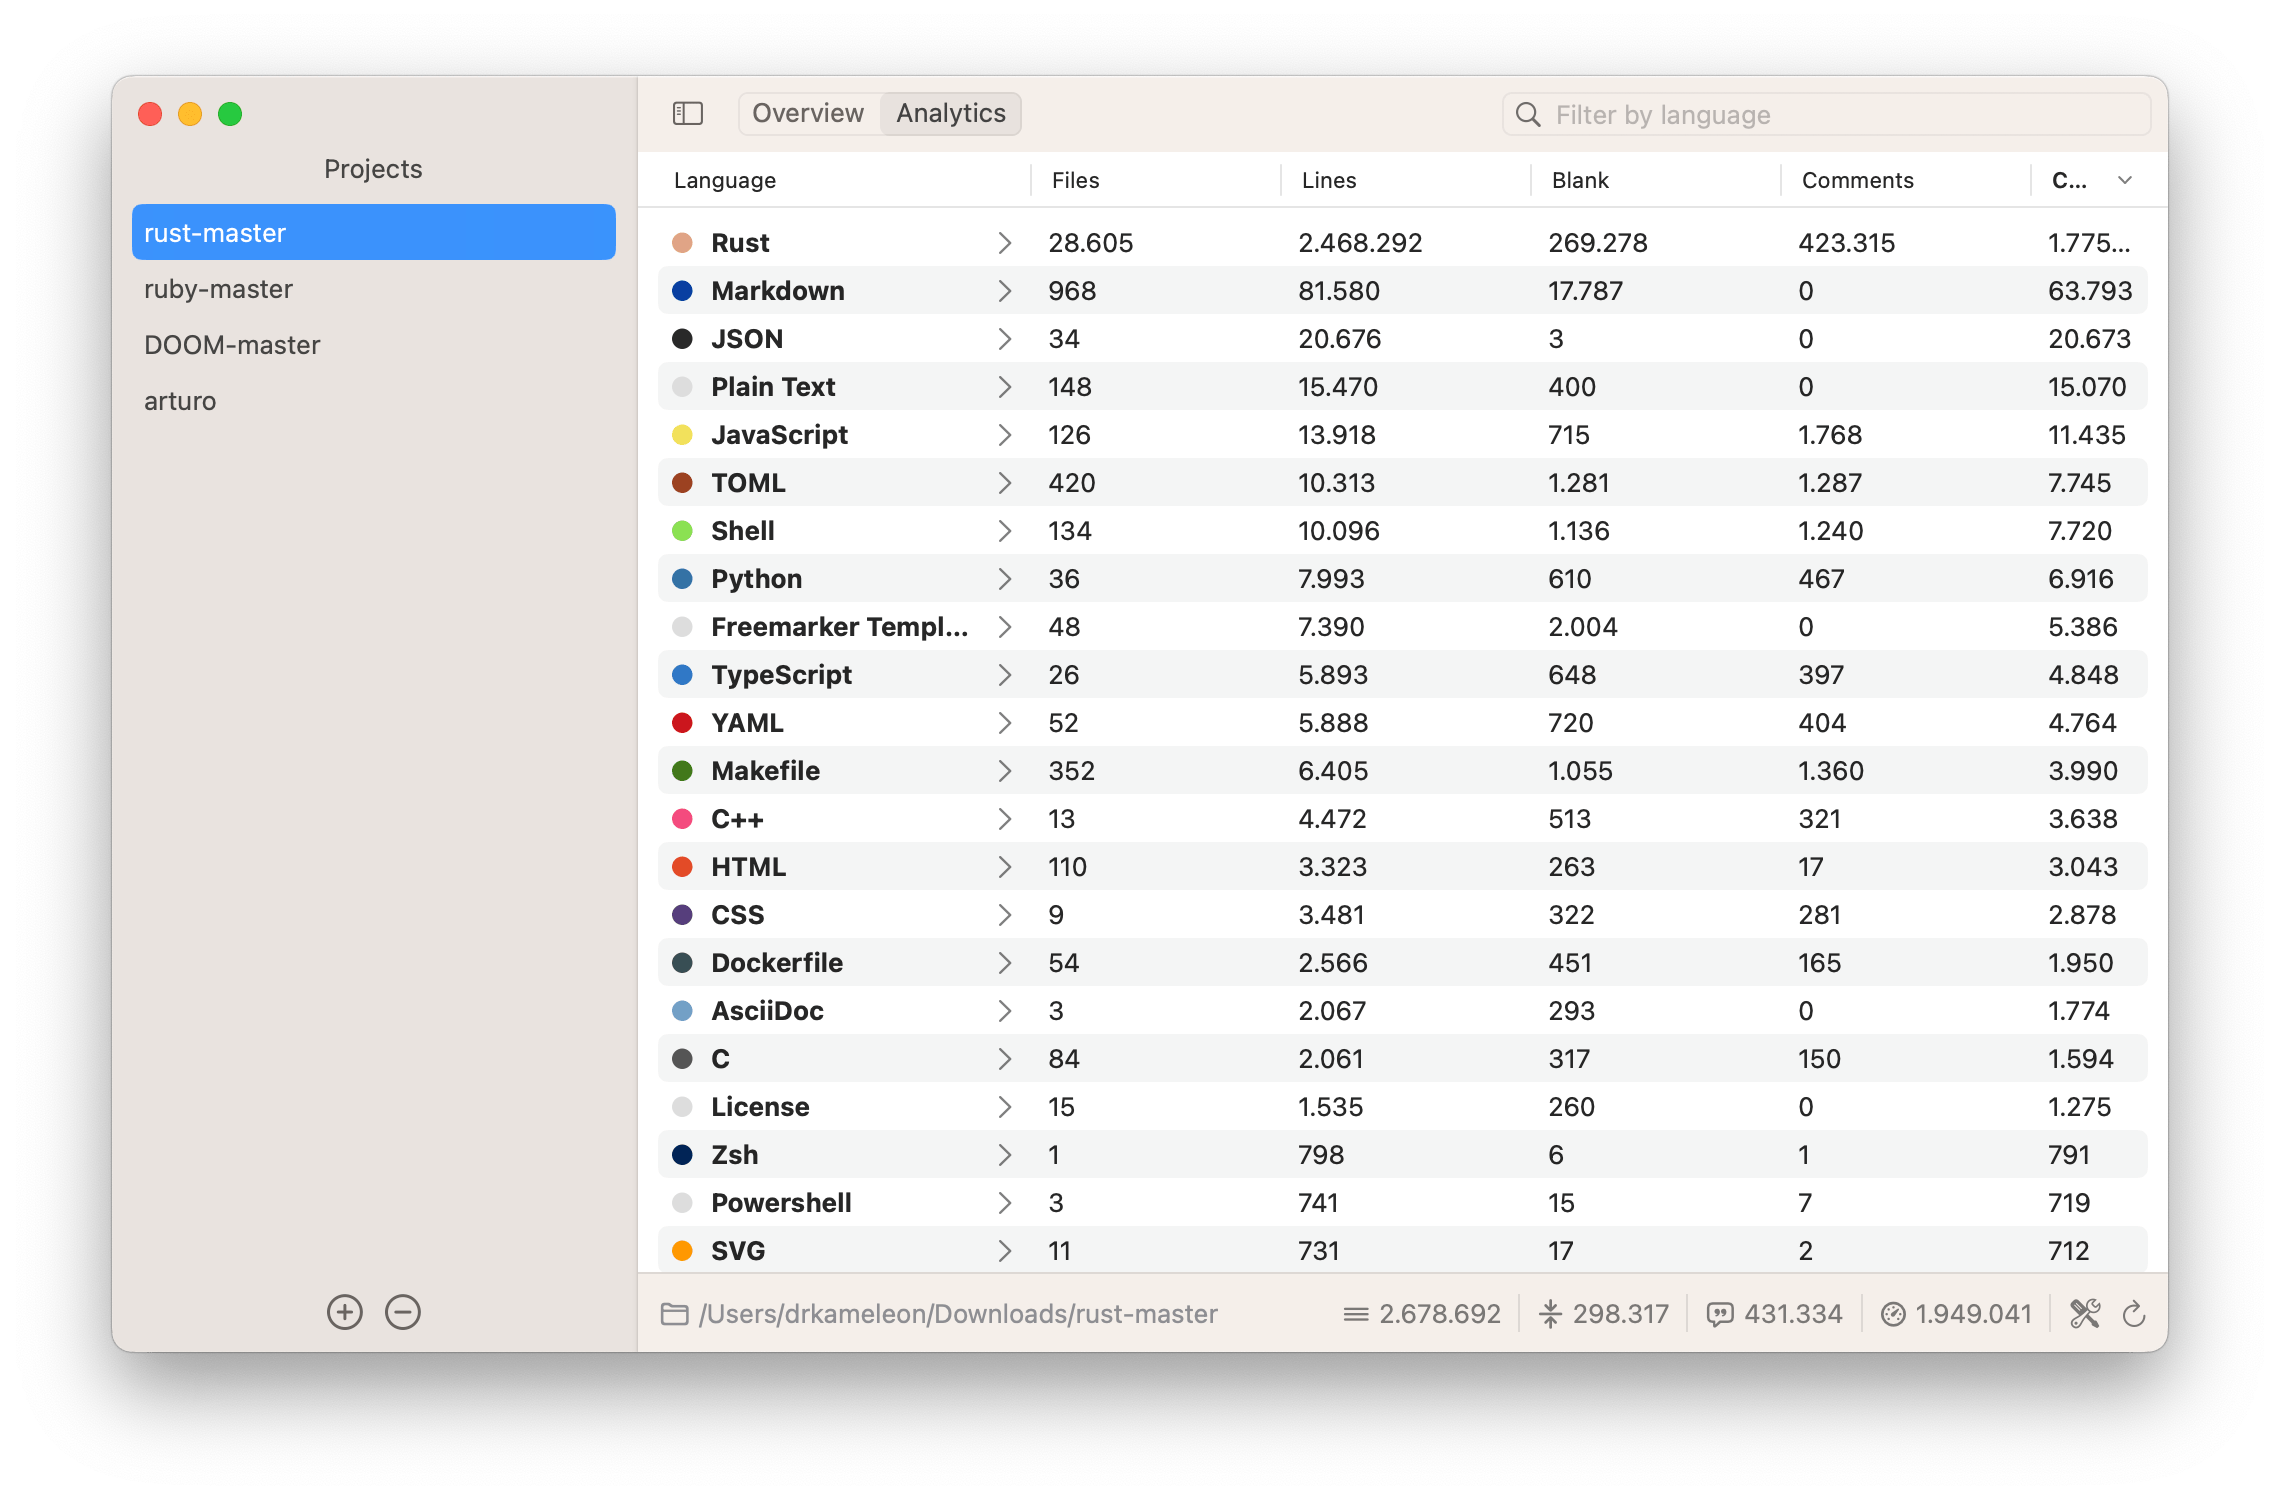 Projects
rust-master
ruby-master
DOOM-master
arturo
Overview Analytics Filter by language
Language Files Lines Blank Comments C...
Rust 28.605 2.468.292 269.278 423.315 1.775...
Markdown 968 81.580 17.787 0 63.793
JSON 34 20.676 3 0 20.673
Plain Text 148 15.470 400 0 15.070
JavaScript 126 13.918 715 1.768 11.435
TOML 420 10.313 1.281 1.287 7.745
Shell 134 10.096 1.136 1.240 7.720
Python 36 7.993 610 467 6.916
Freemarker Templ... 48 7.390 2.004 0 5.386
TypeScript 26 5.893 648 397 4.848
YAML 52 5.888 720 404 4.764
Makefile 352 6.405 1.055 1.360 3.990
C++ 13 4.472 513 321 3.638
HTML 110 3.323 263 17 3.043
CSS 9 3.481 322 281 2.878
Dockerfile 54 2.566 451 165 1.950
AsciiDoc 3 2.067 293 0 1.774
C 84 2.061 317 150 1.594
License 15 1.535 260 0 1.275
Zsh 1 798 6 1 791
Powershell 3 741 15 7 719
SVG 11 731 17 2 712
/Users/drkameleon/Downloads/rust-master 2.678.692 298.317 431.334 1.949.041